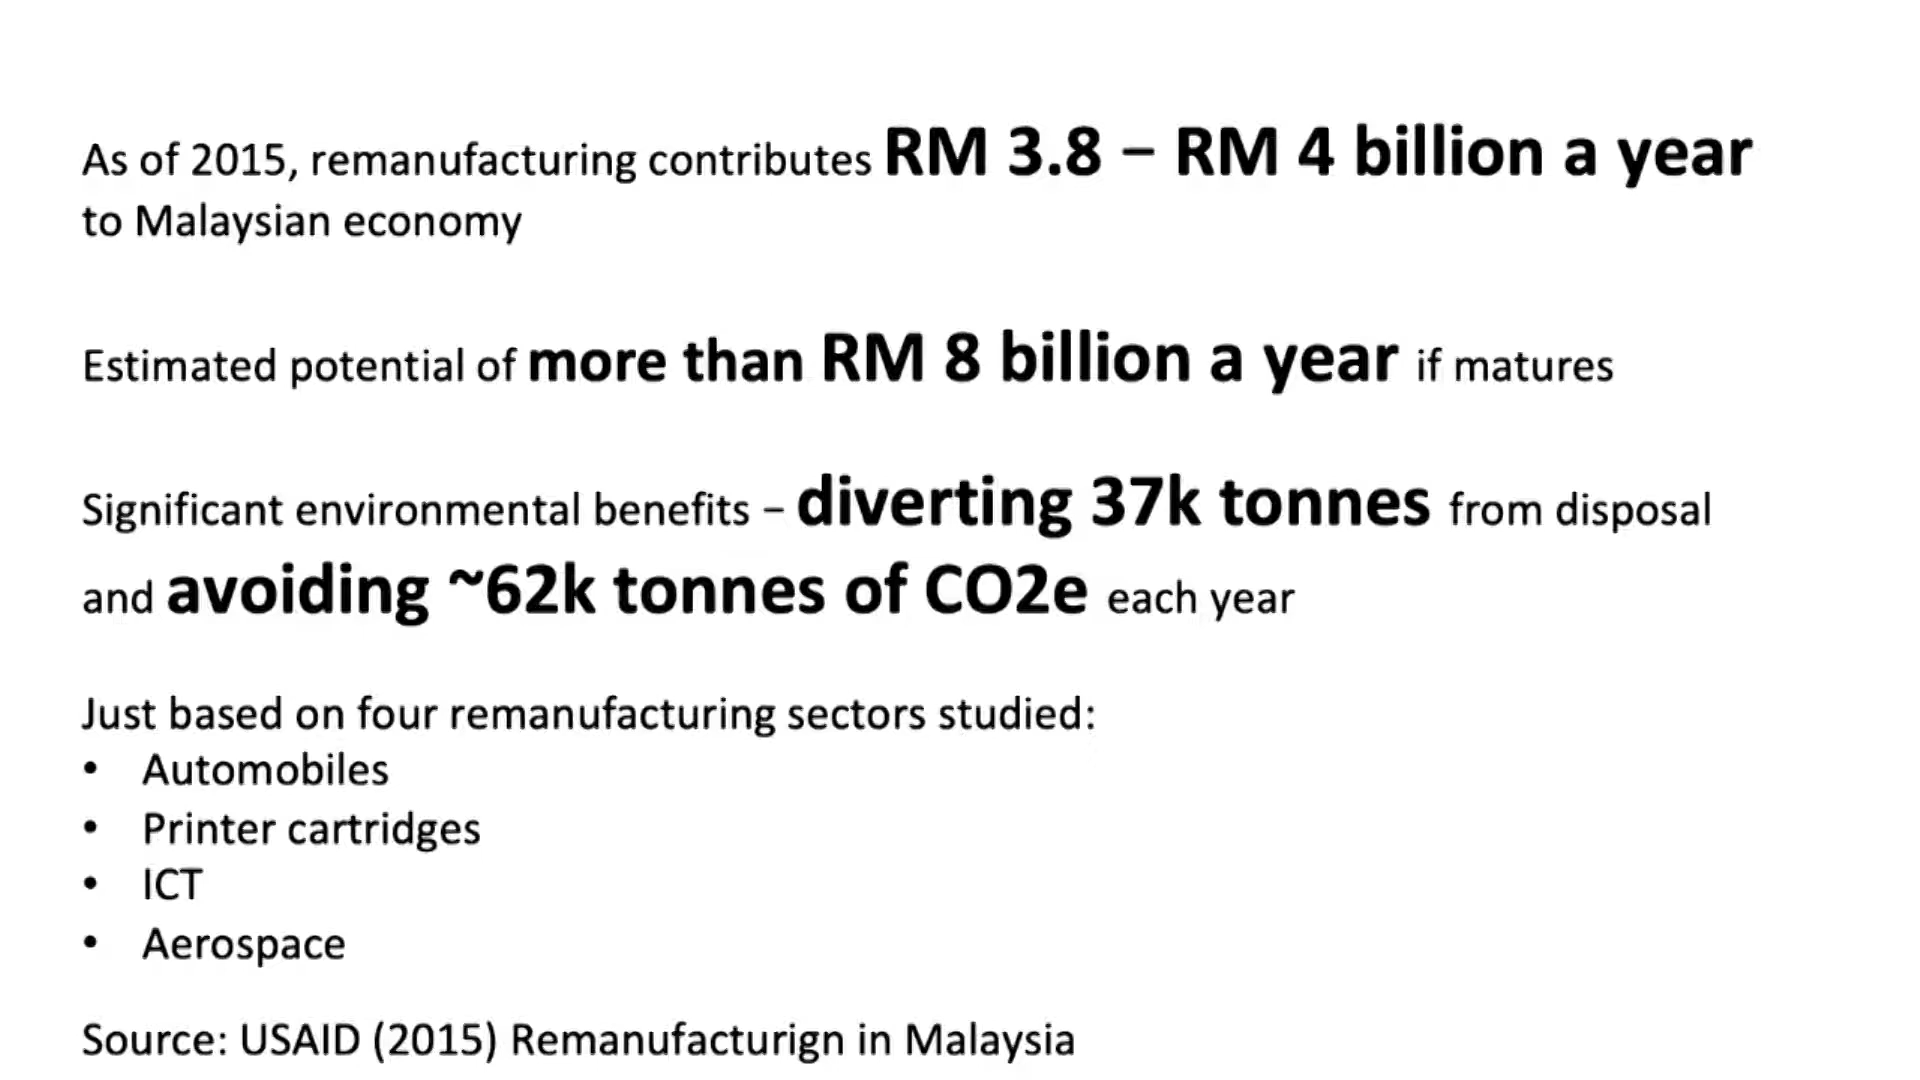 As of 2015, remanufacturing contributes RM 3.8 – RM 4 billion a year
to Malaysian economy
Estimated potential of more than RM 8 billion a year if matures
Significant environmental benefits – diverting 37k tonnes from disposal
and avoiding ~62k tonnes of CO2e each year
Just based on four remanufacturing sectors studied:
• Automobiles
• Printer cartridges
• ICT
• Aerospace
Source: USAID (2015) Remanufacturign in Malaysia